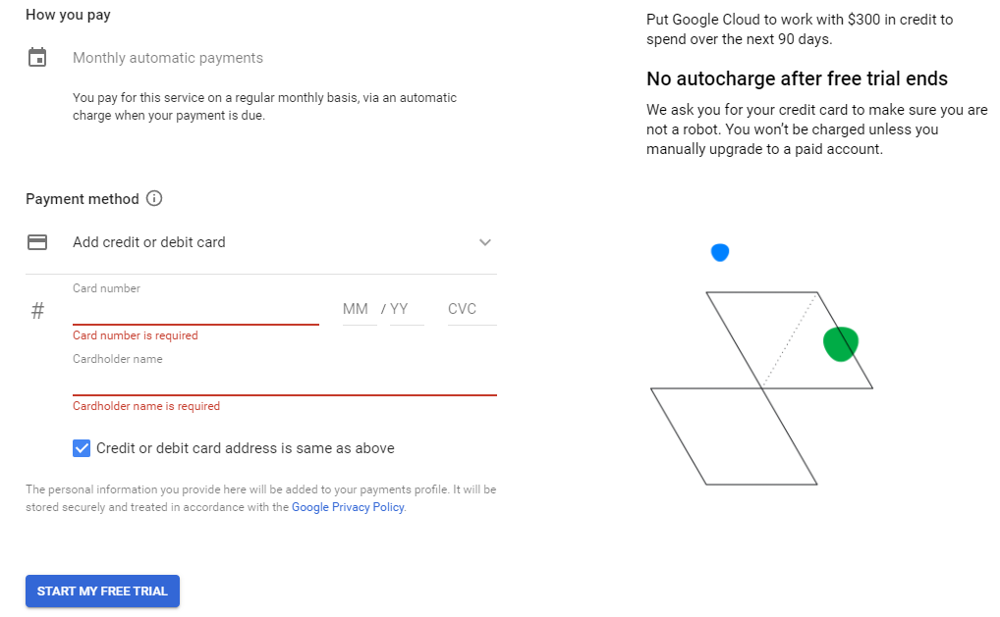 How you pay
Monthly automatic payments
You pay for this service on a regular monthly basis, via an automatic
charge when your payment is due.
Payment method
Add credit or debit card
#
Card number
MM / YY CVC
Card number is required
Cardholder name
Cardholder name is required
Credit or debit card address is same as above
The personal information you provide here will be added to your payments profile. It will be
stored securely and treated in accordance with the Google Privacy Policy.
START MY FREE TRIAL
Put Google Cloud to work with $300 in credit to
spend over the next 90 days.
No autocharge after free trial ends
We ask you for your credit card to make sure you are
not a robot. You won’t be charged unless you
manually upgrade to a paid account.